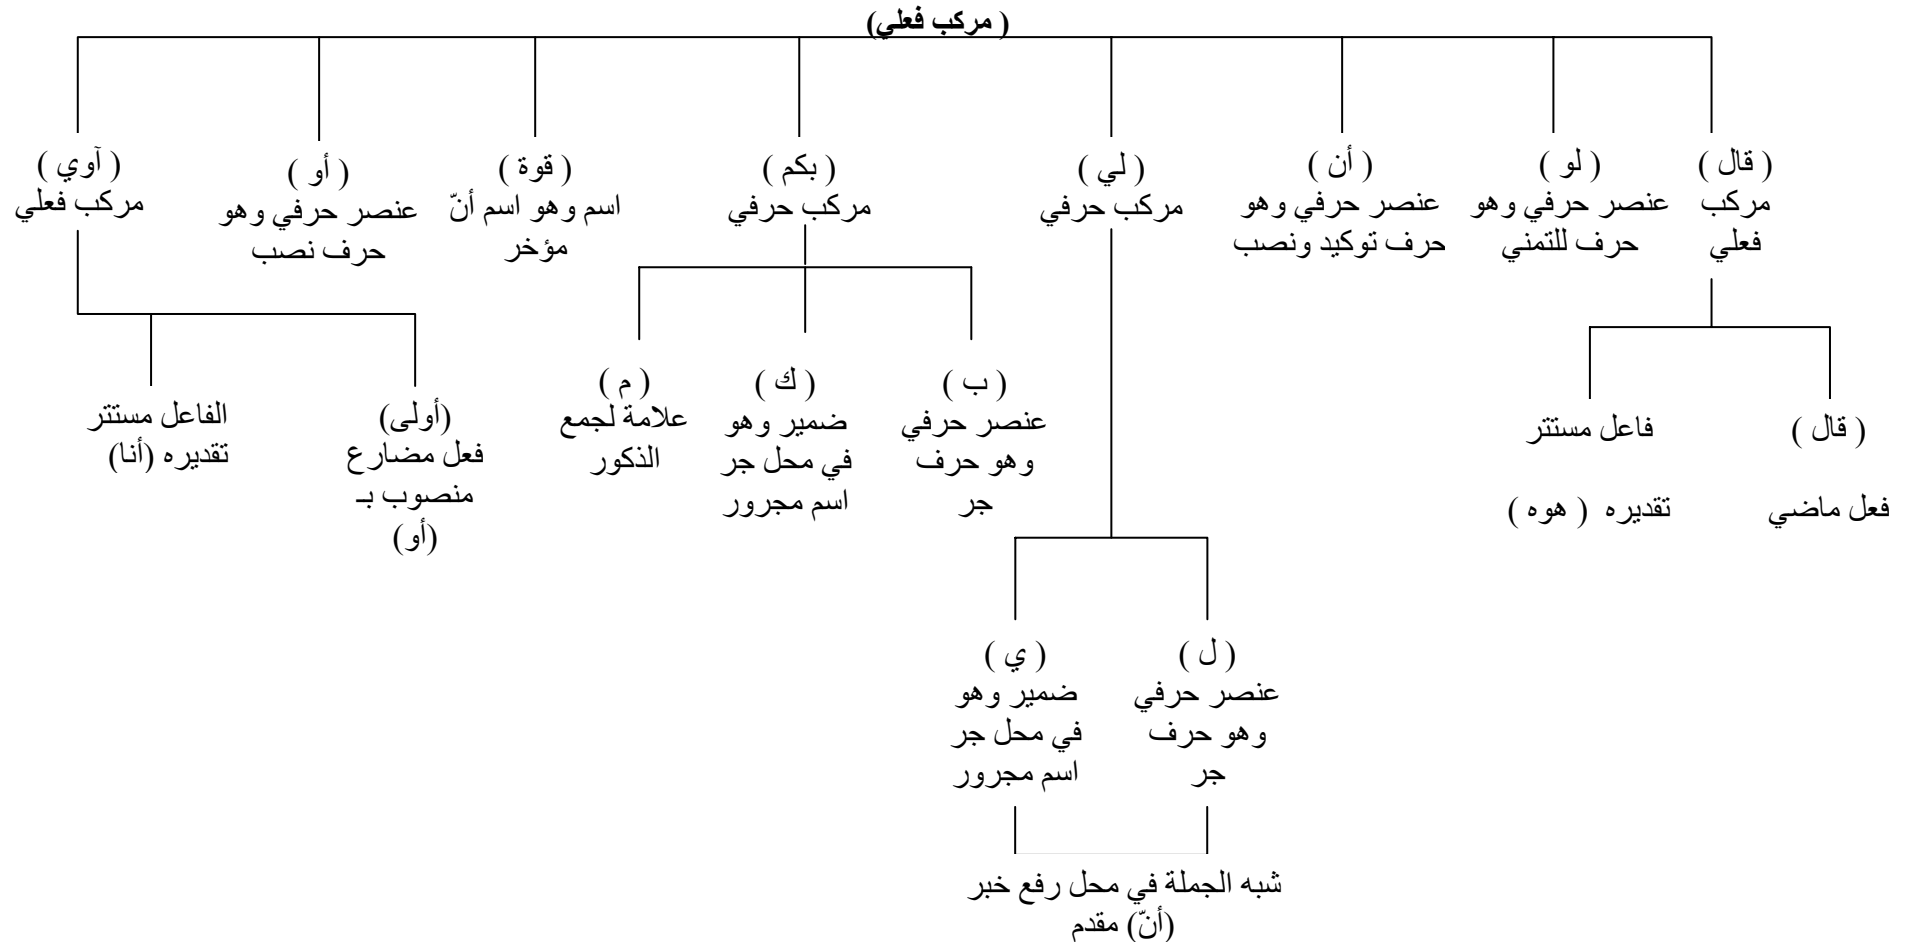 ( مركب فعلي)
( قال )
مركب
فعلي
( لو )
عنصر حرفي وهو
حرف للتمني
( أن )
عنصر حرفي وهو
حرف توكيد ونصب
( لي )
مركب حرفي
( بكم )
مركب حرفي
( قوة )
اسم وهو اسم أنّ
مؤخر
( أو )
عنصر حرفي وهو
حرف نصب
( آوي )
مركب فعلي
( قال )
فعل ماضي
فاعل مستتر
تقديره ( هوه )
( ب )
عنصر حرفي
وهو حرف
جر
( ك )
ضمير وهو
في محل جر
اسم مجرور
( م )
علامة لجمع
الذكور
(أولى)
فعل مضارع
منصوب بـ
(أو)
الفاعل مستتر
تقديره (أنا)
( ل )
عنصر حرفي
وهو حرف
جر
( ي )
ضمير وهو
في محل جر
اسم مجرور
شبه الجملة في محل رفع خبر
(أنّ) مقدم